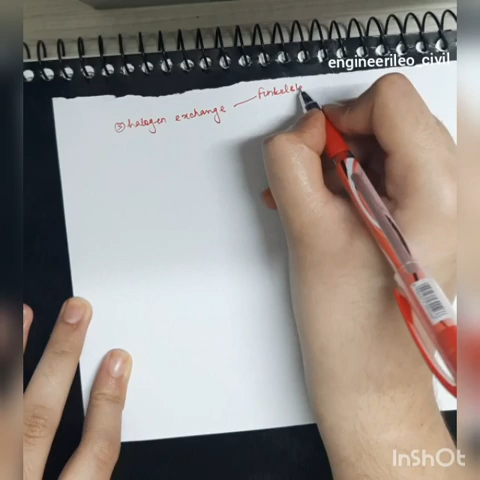 engineerileo_civil
③ halogen exchange — Finkelste
InShOt